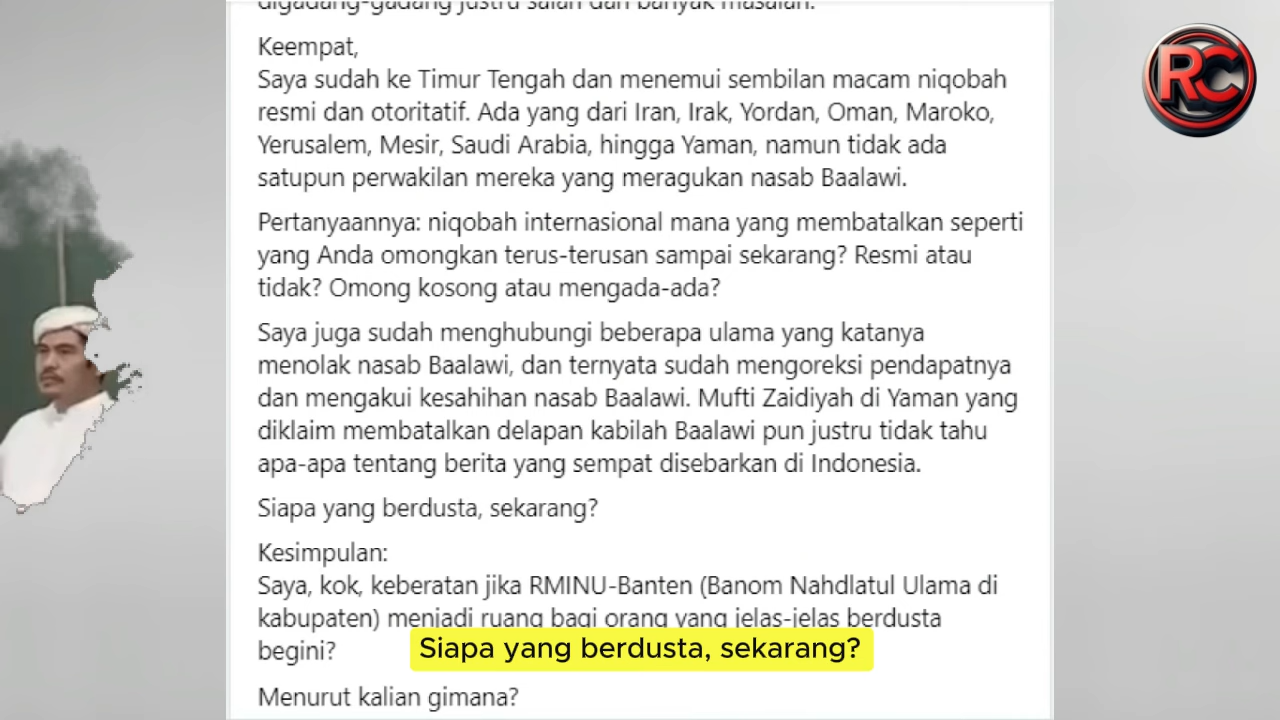 digadang-gadang justru salah dan banyak masalah.
Keempat,
Saya sudah ke Timur Tengah dan menemui sembilan macam niqobah
resmi dan otoritatif. Ada yang dari Iran, Irak, Yordan, Oman, Maroko,
Yerusalem, Mesir, Saudi Arabia, hingga Yaman, namun tidak ada
satupun perwakilan mereka yang meragukan nasab Baalawi.
Pertanyaannya: niqobah internasional mana yang membatalkan seperti
yang Anda omongkan terus-terusan sampai sekarang? Resmi atau
tidak? Omong kosong atau mengada-ada?
Saya juga sudah menghubungi beberapa ulama yang katanya
menolak nasab Baalawi, dan ternyata sudah mengoreksi pendapatnya
dan mengakui kesahihan nasab Baalawi. Mufti Zaidiyah di Yaman yang
diklaim membatalkan delapan kabilah Baalawi pun justru tidak tahu
apa-apa tentang berita yang sempat disebarkan di Indonesia.
Siapa yang berdusta, sekarang?
Kesimpulan:
Saya, kok, keberatan jika RMINU-Banten (Banom Nahdlatul Ulama di
kabupaten) menjadi ruang bagi orang yang jelas-jelas berdusta
begini?
Siapa yang berdusta, sekarang?
Menurut kalian gimana?
RC